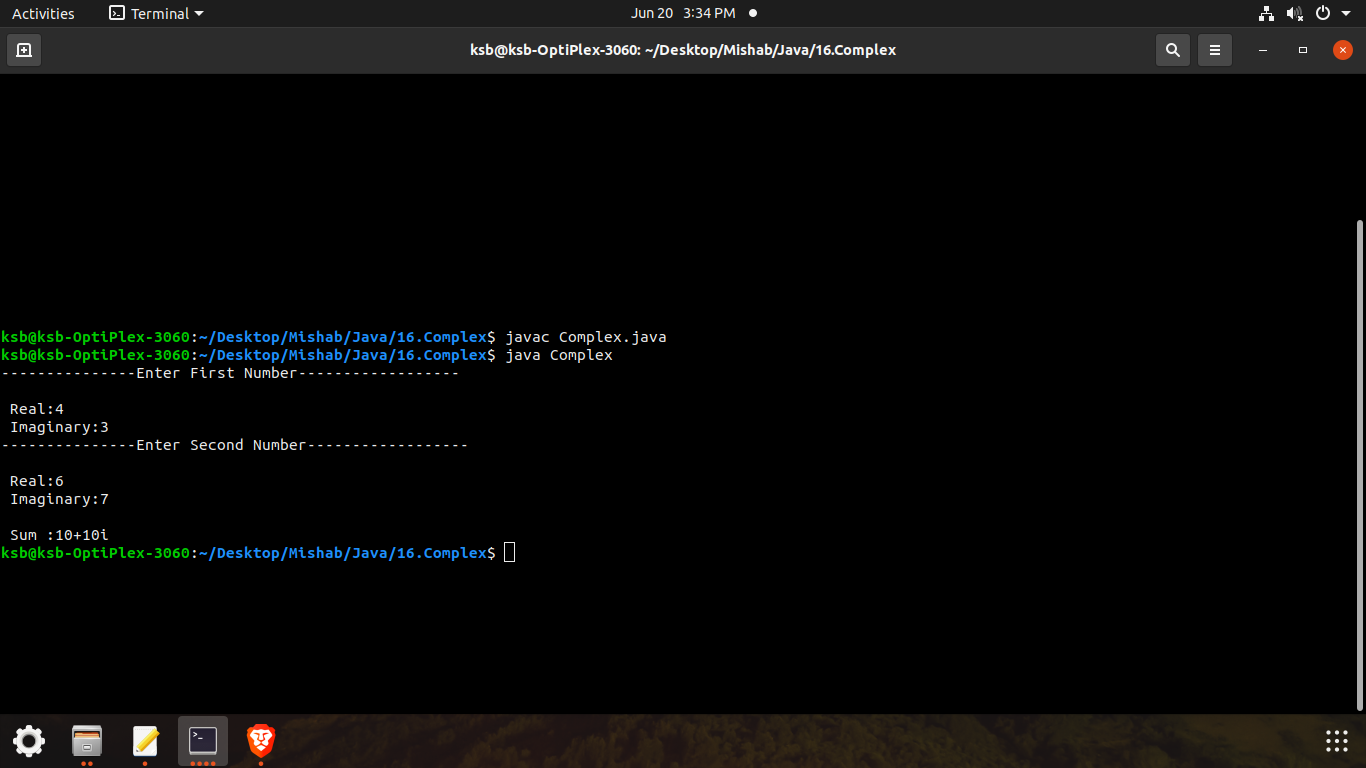 Activities Terminal Jun 20 3:34 PM
ksb@ksb-OptiPlex-3060: ~/Desktop/Mishab/Java/16.Complex
ksb@ksb-OptiPlex-3060:~/Desktop/Mishab/Java/16.Complex$ javac Complex.java
ksb@ksb-OptiPlex-3060:~/Desktop/Mishab/Java/16.Complex$ java Complex
---------------Enter First Number------------------
Real:4
Imaginary:3
---------------Enter Second Number------------------
Real:6
Imaginary:7
Sum :10+10i
ksb@ksb-OptiPlex-3060:~/Desktop/Mishab/Java/16.Complex$